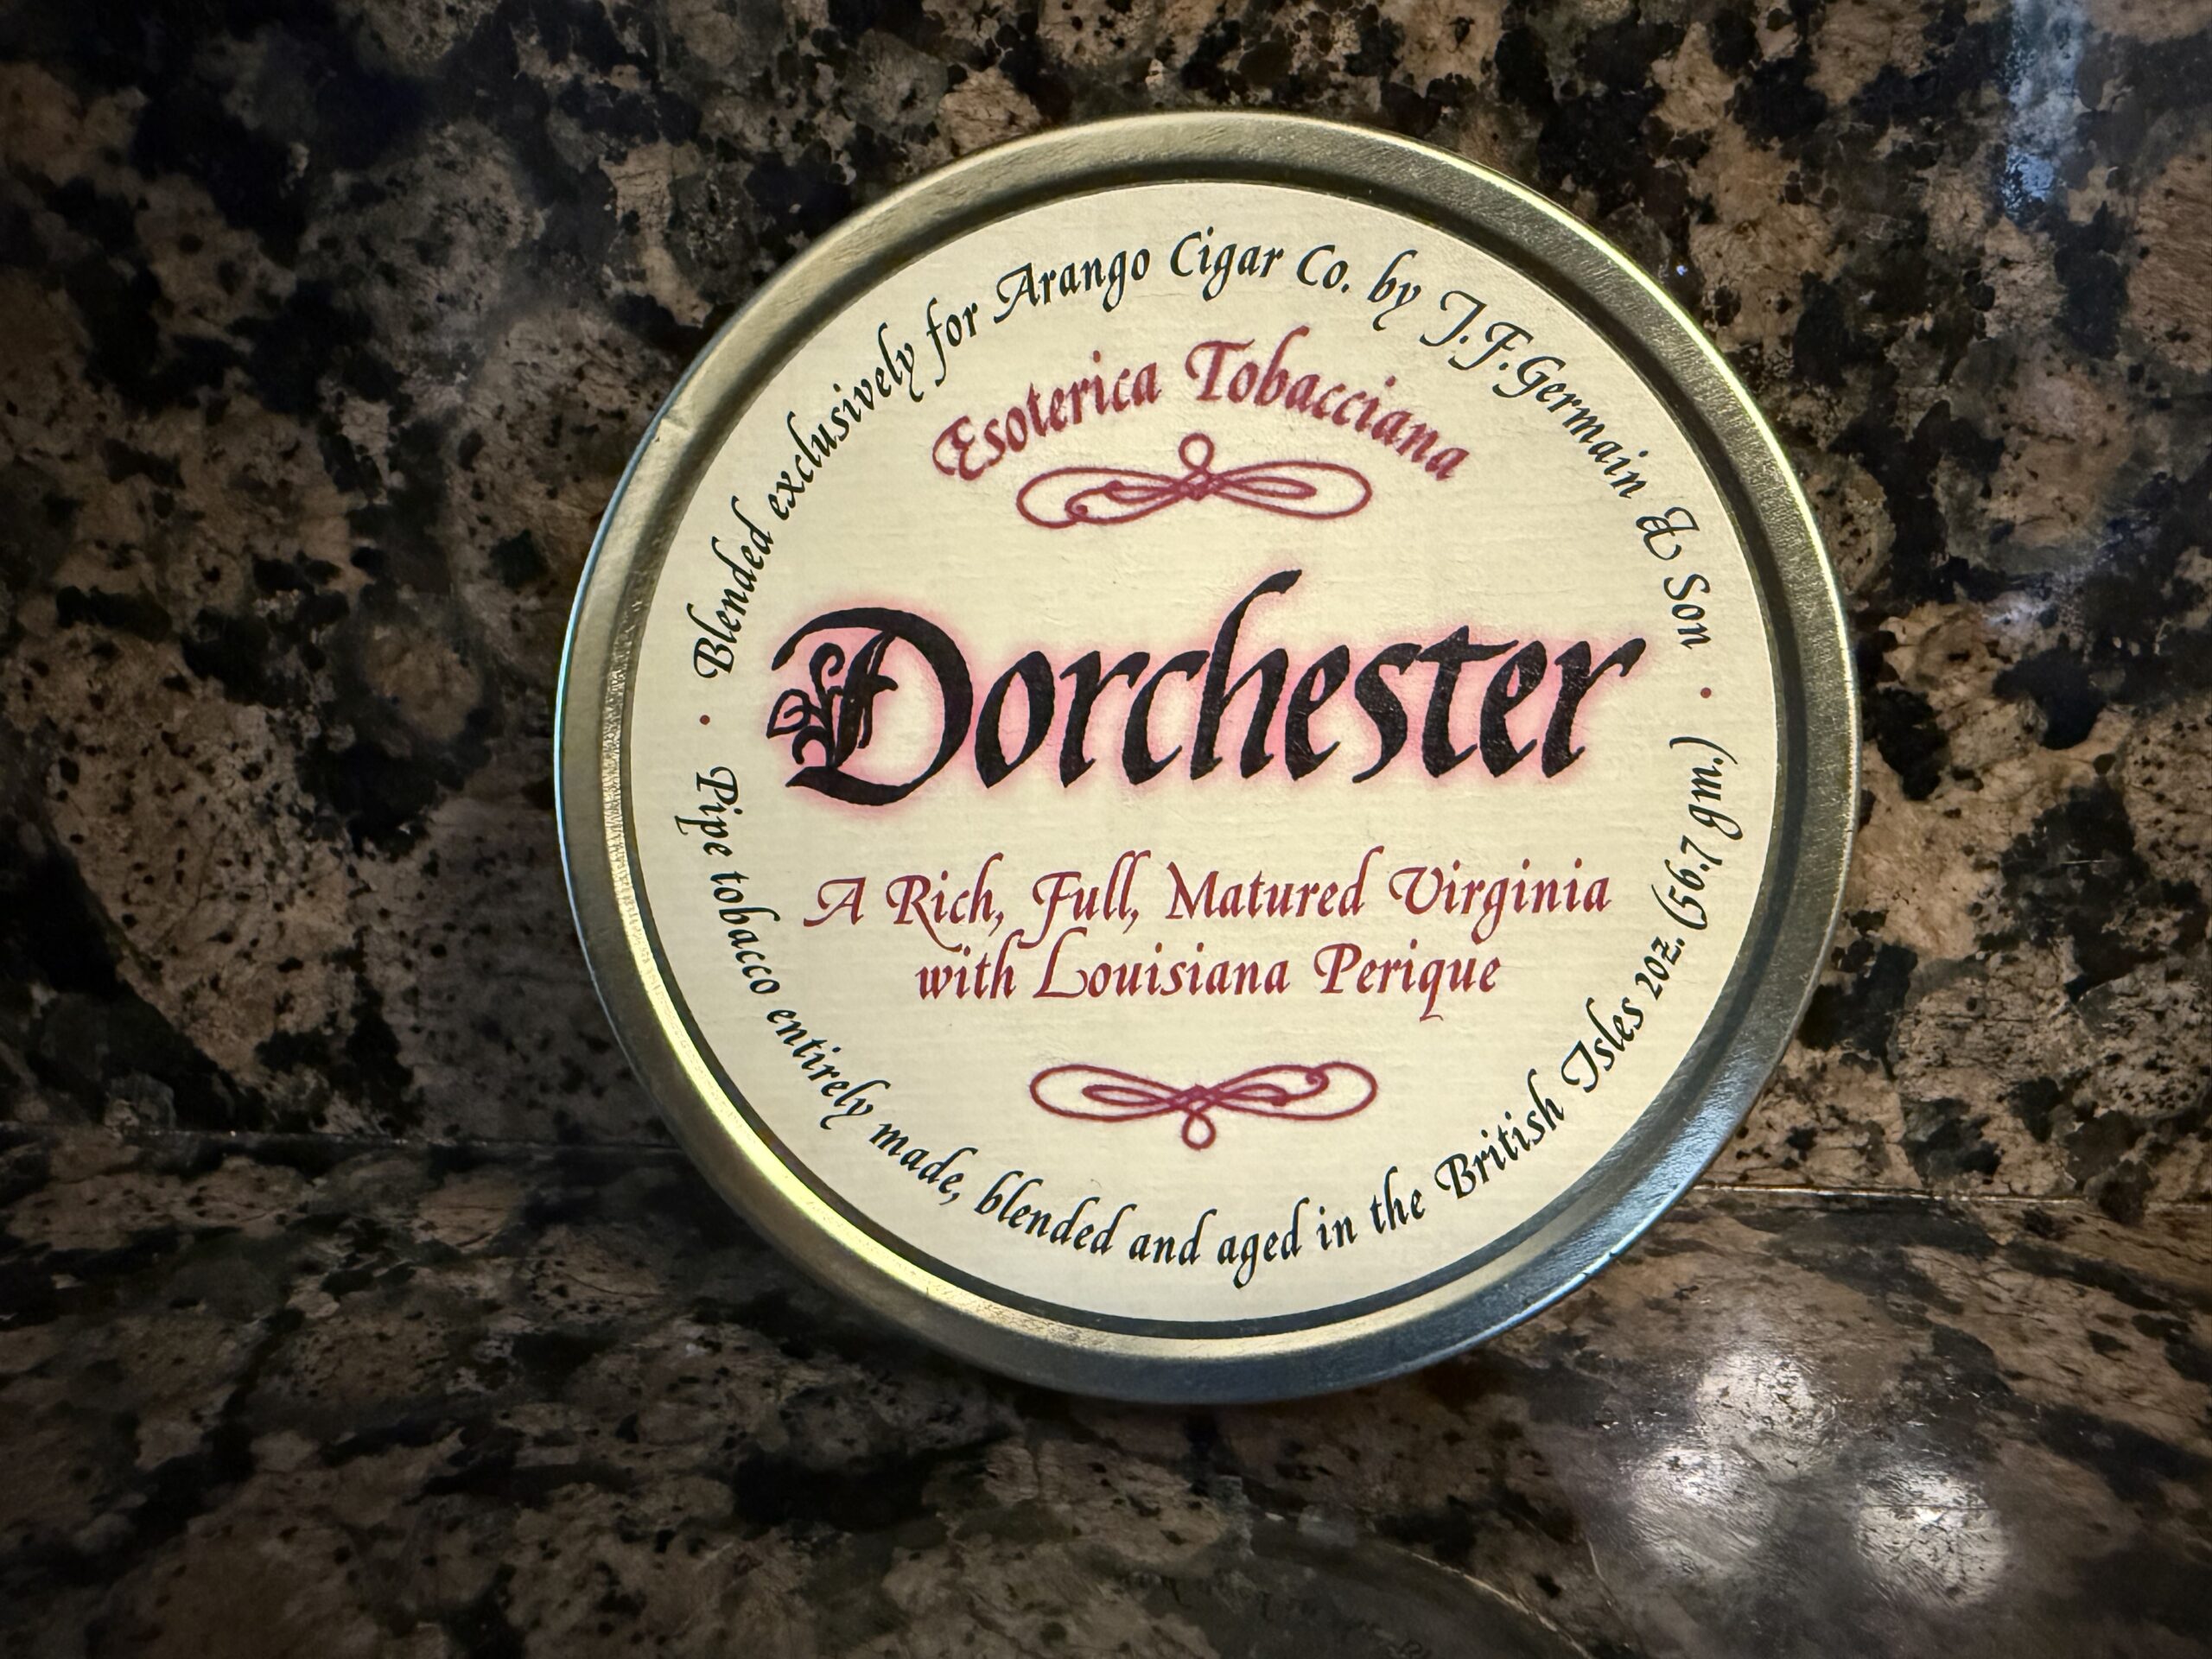 Blended exclusively for Arango Cigar Co. by J.F. Germain & Son
Esoterica Tobacciana
Dorchester
A Rich, Full, Matured Virginia
with Louisiana Perique
Pipe tobacco entirely made, blended and aged in the British Isles 2oz. (56.7 gm.)